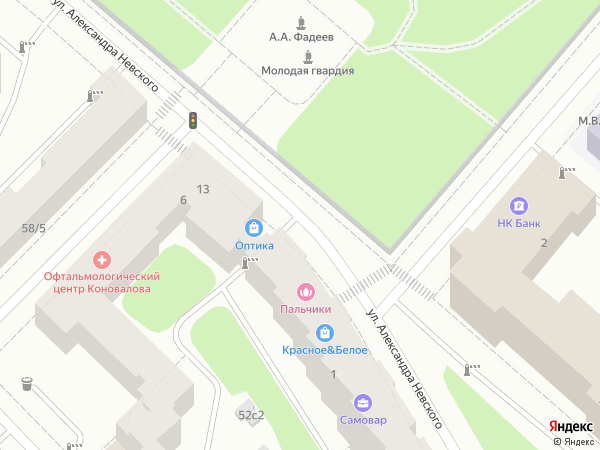 ул. Александра Невского
А.А. Фадеев
Молодая гвардия
М.В.
58/5
6
13
Оптика
НК Банк
2
Офтальмологический
центр Коновалова
Пальчики
Красное&Белое
ул. Александра Невского
1
Самовар
52с2
Яндекс
© Яндекс